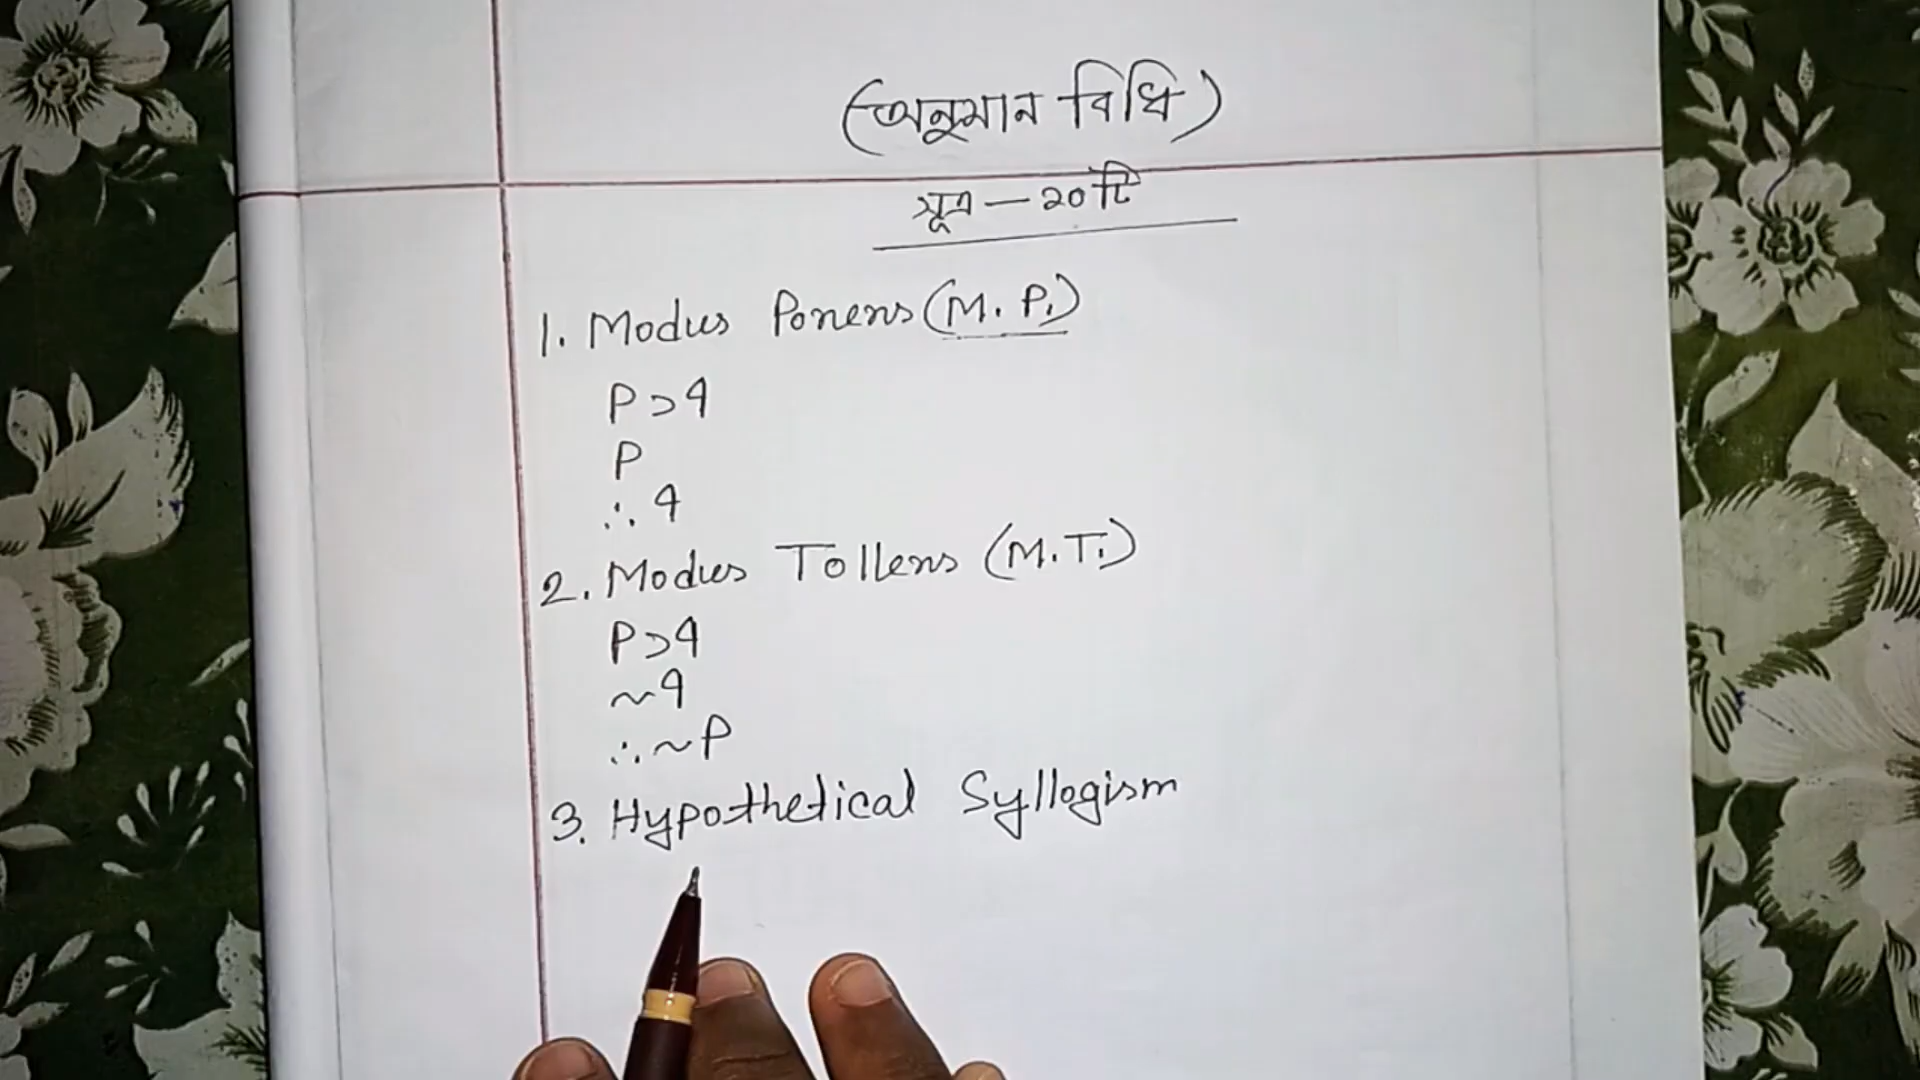 (অনুমান বিধি)
সূত্র — ২০টি
1. Modus Ponens (M. P.)
P ⊃ q
P
∴ q
2. Modus Tollens (M.T.)
P ⊃ q
~q
∴ ~P
3. Hypothetical Syllogism